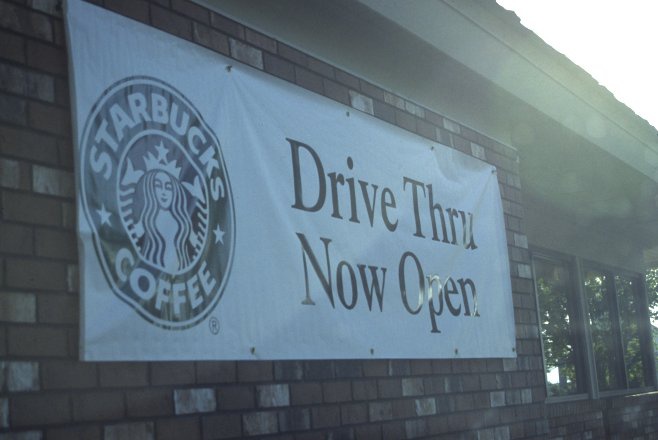 STARBUCKS
COFFEE
®
Drive Thru
Now Open